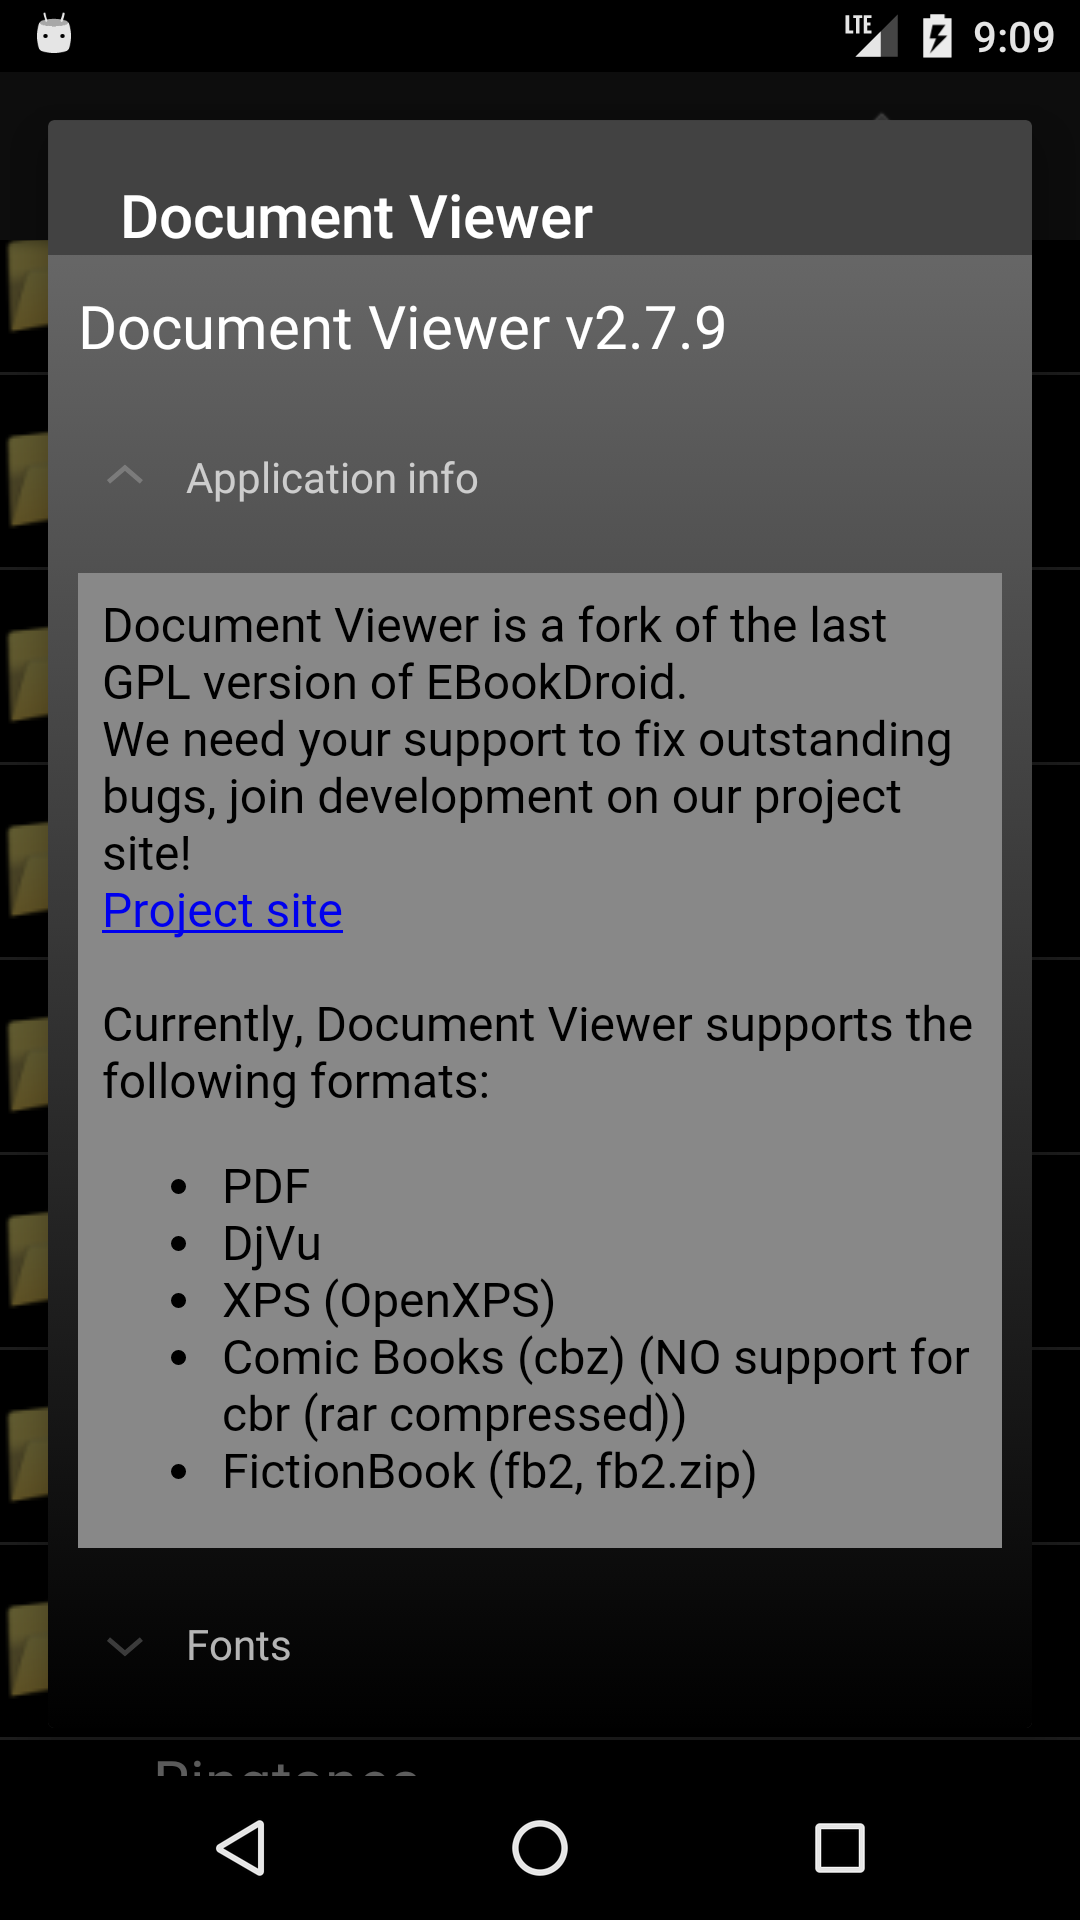 LTE 9:09
Document Viewer
Document Viewer v2.7.9
Application info
Document Viewer is a fork of the last
GPL version of EBookDroid.
We need your support to fix outstanding
bugs, join development on our project
site!
Project site
Currently, Document Viewer supports the
following formats:
• PDF
• DjVu
• XPS (OpenXPS)
• Comic Books (cbz) (NO support for
cbr (rar compressed))
• FictionBook (fb2, fb2.zip)
Fonts
Ringtones